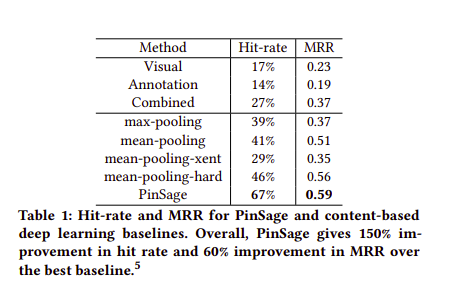 Method Hit-rate MRR
Visual 17% 0.23
Annotation 14% 0.19
Combined 27% 0.37
max-pooling 39% 0.37
mean-pooling 41% 0.51
mean-pooling-xent 29% 0.35
mean-pooling-hard 46% 0.56
PinSage 67% 0.59
Table 1: Hit-rate and MRR for PinSage and content-based
deep learning baselines. Overall, PinSage gives 150% im-
provement in hit rate and 60% improvement in MRR over
the best baseline.5